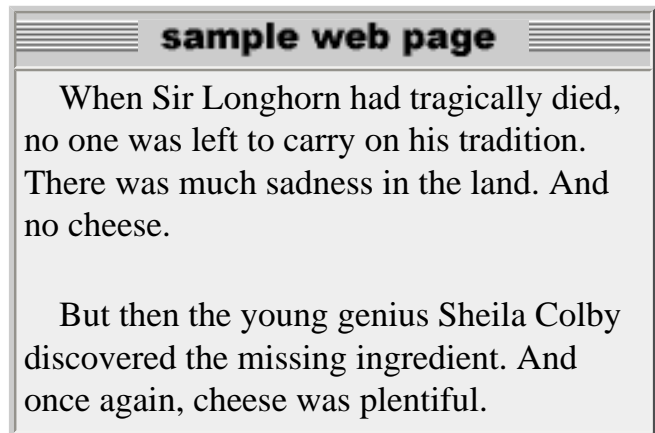 sample web page
When Sir Longhorn had tragically died,
no one was left to carry on his tradition.
There was much sadness in the land. And
no cheese.
But then the young genius Sheila Colby
discovered the missing ingredient. And
once again, cheese was plentiful.